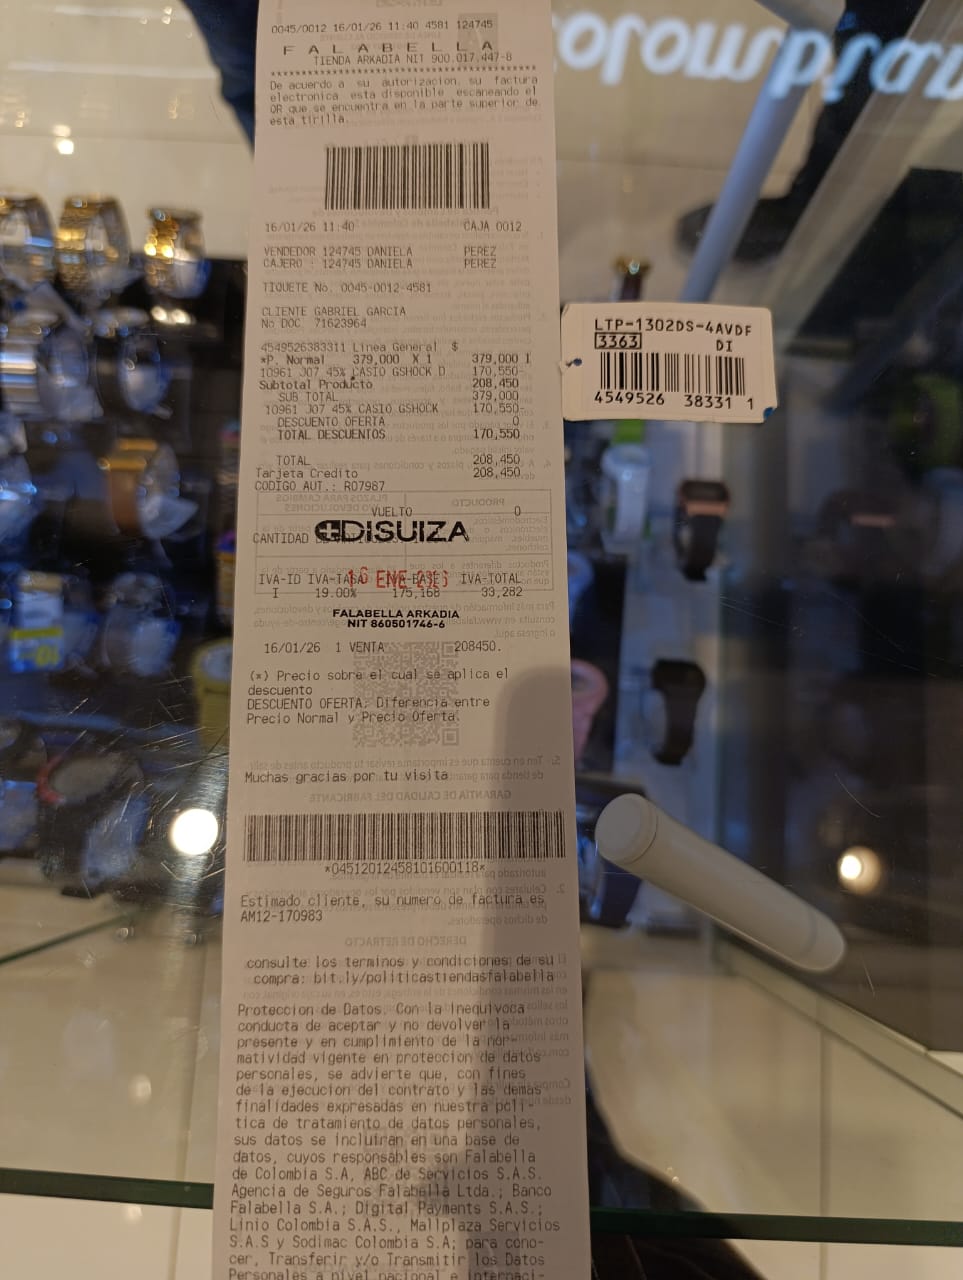 0045/0012 16/01/26 11:40 4581 124745
FALABELLA
TIENDA ARKADIA NIT 900.017.447-8
************************************
De acuerdo a su autorizacion, su factura
electronica esta disponible escaneando el
QR que se encuentra en la parte superior de
esta tirilla.
16/01/26 11:40 CAJA 0012
VENDEDOR 124745 DANIELA PEREZ
CAJERO : 124745 DANIELA PEREZ
TIQUETE No. 0045-0012-4581
CLIENTE GABRIEL GARCIA
No DOC 71623964
4549526383311 Linea General $
*P. Normal 379,000 X 1 379,000 I
10961 J07 45% CASIO GSHOCK D 170,550-
Subtotal Producto 208,450
SUB TOTAL 379,000
10961 J07 45% CASIO GSHOCK 170,550-
DESCUENTO OFERTA 0
TOTAL DESCUENTOS 170,550
TOTAL 208,450
Tarjeta Credito 208,450
CODIGO AUT.: R07987
VUELTO 0
DISUIZA
CANTIDAD
16 ENE 2026
IVA-ID IVA-TASA IVA-BASE IVA-TOTAL
I 19.00% 175,168 33,282
FALABELLA ARKADIA
NIT 860501746-6
16/01/26 1 VENTA 208450.
(*) Precio sobre el cual se aplica el
descuento
DESCUENTO OFERTA: Diferencia entre
Precio Normal y Precio Oferta.
Muchas gracias por tu visita
*04512012458101600118*
Estimado cliente, su numero de factura es
AM12-170983
consulte los terminos y condiciones de su
compra: bit.ly/politicastiendasfalabella
Proteccion de Datos. Con la inequivoca
conducta de aceptar y no devolver la
presente y en cumplimiento de la nor-
matividad vigente en proteccion de datos
personales, se advierte que, con fines
de la ejecucion del contrato y las demas
finalidades expresadas en nuestra poli-
tica de tratamiento de datos personales,
sus datos se incluiran en una base de
datos, cuyos responsables son Falabella
de Colombia S.A, ABC de Servicios S.A.S.
Agencia de Seguros Falabella Ltda.; Banco
Falabella S.A.; Digital Payments S.A.S.;
Linio Colombia S.A.S., Mallplaza Servicios
S.A.S y Sodimac Colombia S.A; para cono-
cer, Transferir y/o Transmitir los Datos
Personales a nivel nacional e internaci-
LTP-1302DS-4AVDF
3363 DI
4549526 38331 1